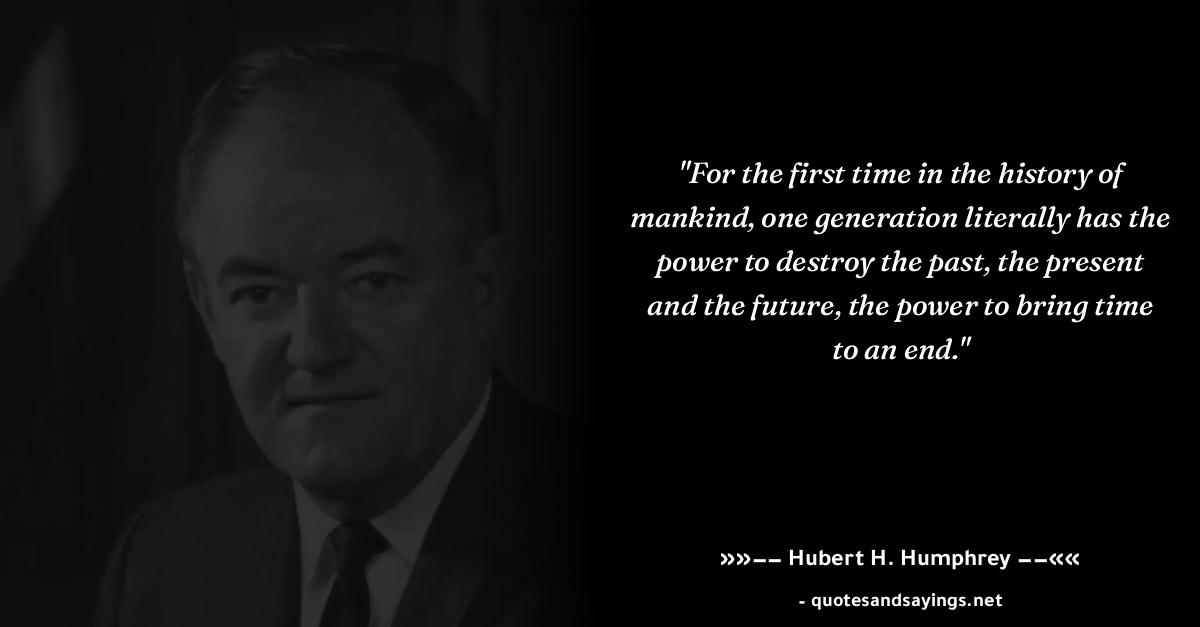 "For the first time in the history of
mankind, one generation literally has the
power to destroy the past, the present
and the future, the power to bring time
to an end."
»»−− Hubert H. Humphrey −−««
- quotesandsayings.net